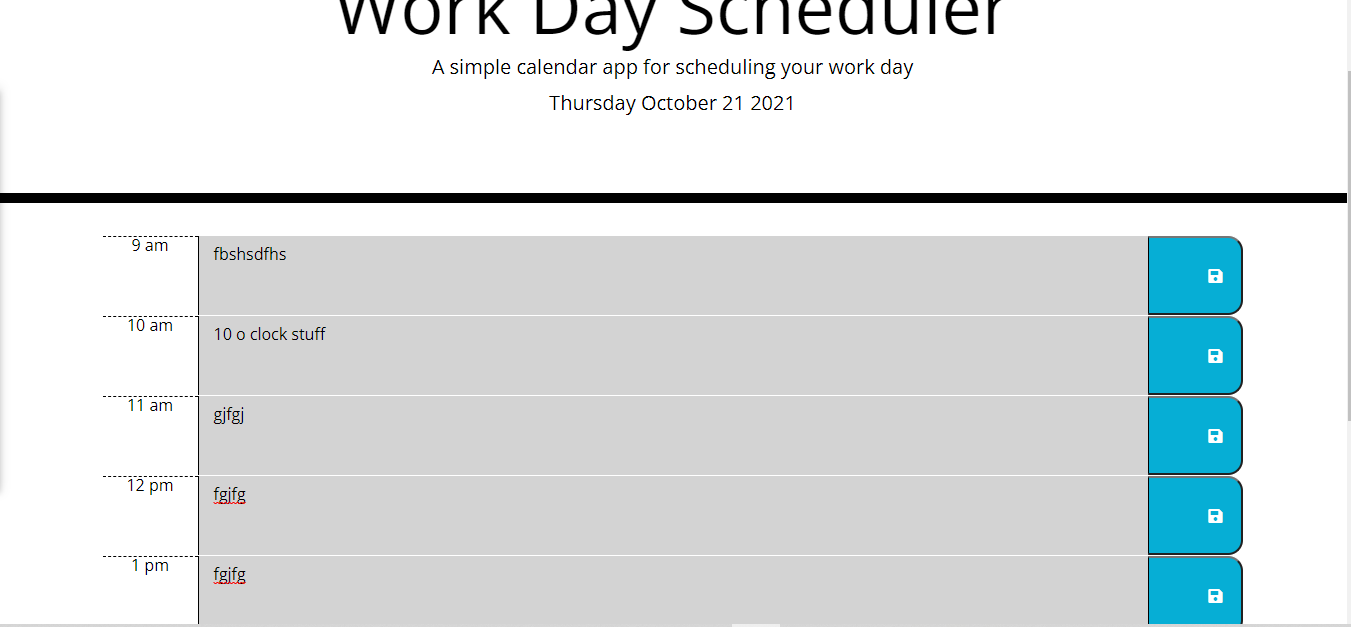 Work Day Scheduler
A simple calendar app for scheduling your work day
Thursday October 21 2021
9 am
fbshsdfhs
10 am
10 o clock stuff
11 am
gjfgj
12 pm
fgjfg
1 pm
fgjfg